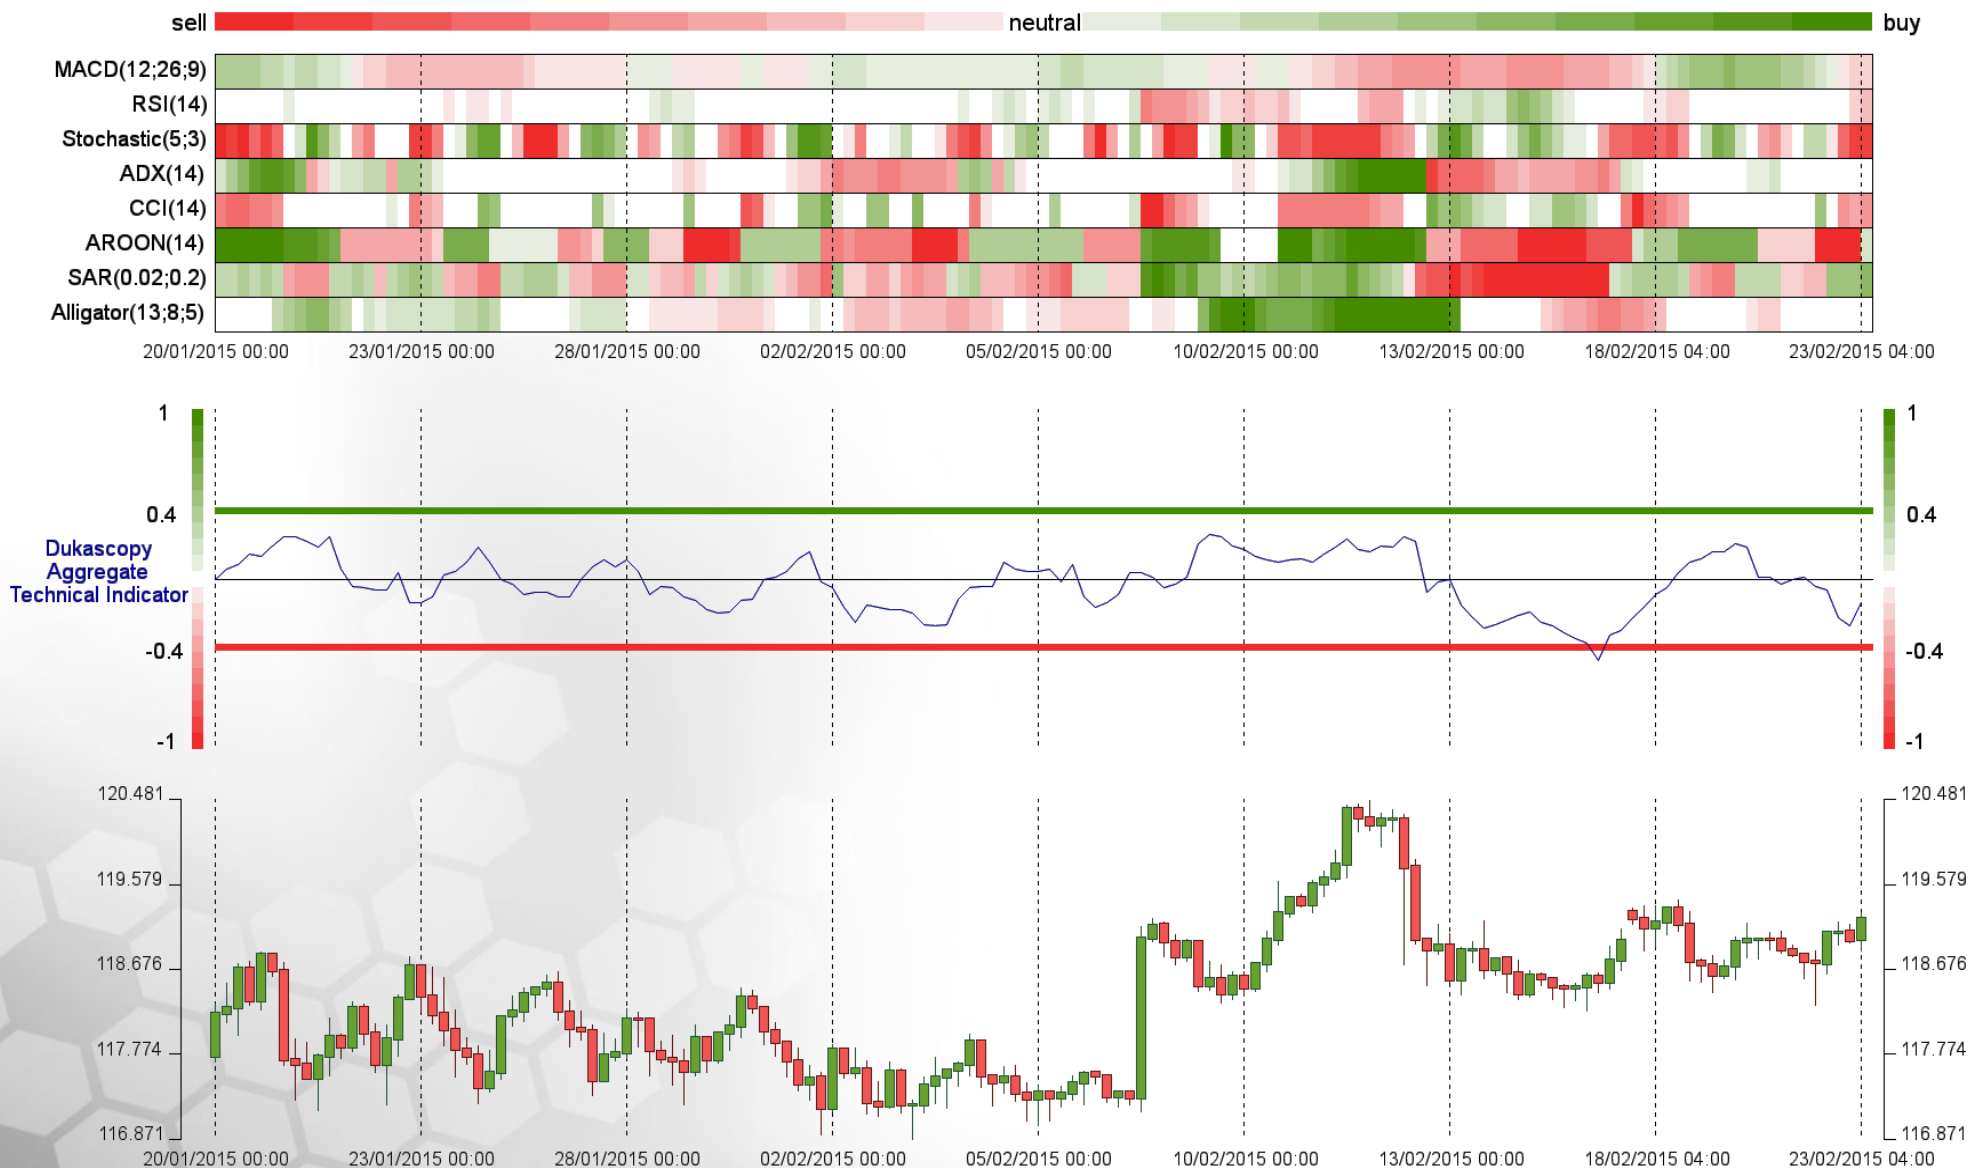 sell neutral buy
MACD(12;26;9)
RSI(14)
Stochastic(5;3)
ADX(14)
CCI(14)
AROON(14)
SAR(0.02;0.2)
Alligator(13;8;5)
20/01/2015 00:00 23/01/2015 00:00 28/01/2015 00:00 02/02/2015 00:00 05/02/2015 00:00 10/02/2015 00:00 13/02/2015 00:00 18/02/2015 04:00 23/02/2015 04:00
1 1
0.4 0.4
Dukascopy
Aggregate
Technical Indicator
-0.4 -0.4
-1 -1
120.481 120.481
119.579 119.579
118.676 118.676
117.774 117.774
116.871 116.871
20/01/2015 00:00 23/01/2015 00:00 28/01/2015 00:00 02/02/2015 00:00 05/02/2015 00:00 10/02/2015 00:00 13/02/2015 00:00 18/02/2015 04:00 23/02/2015 04:00